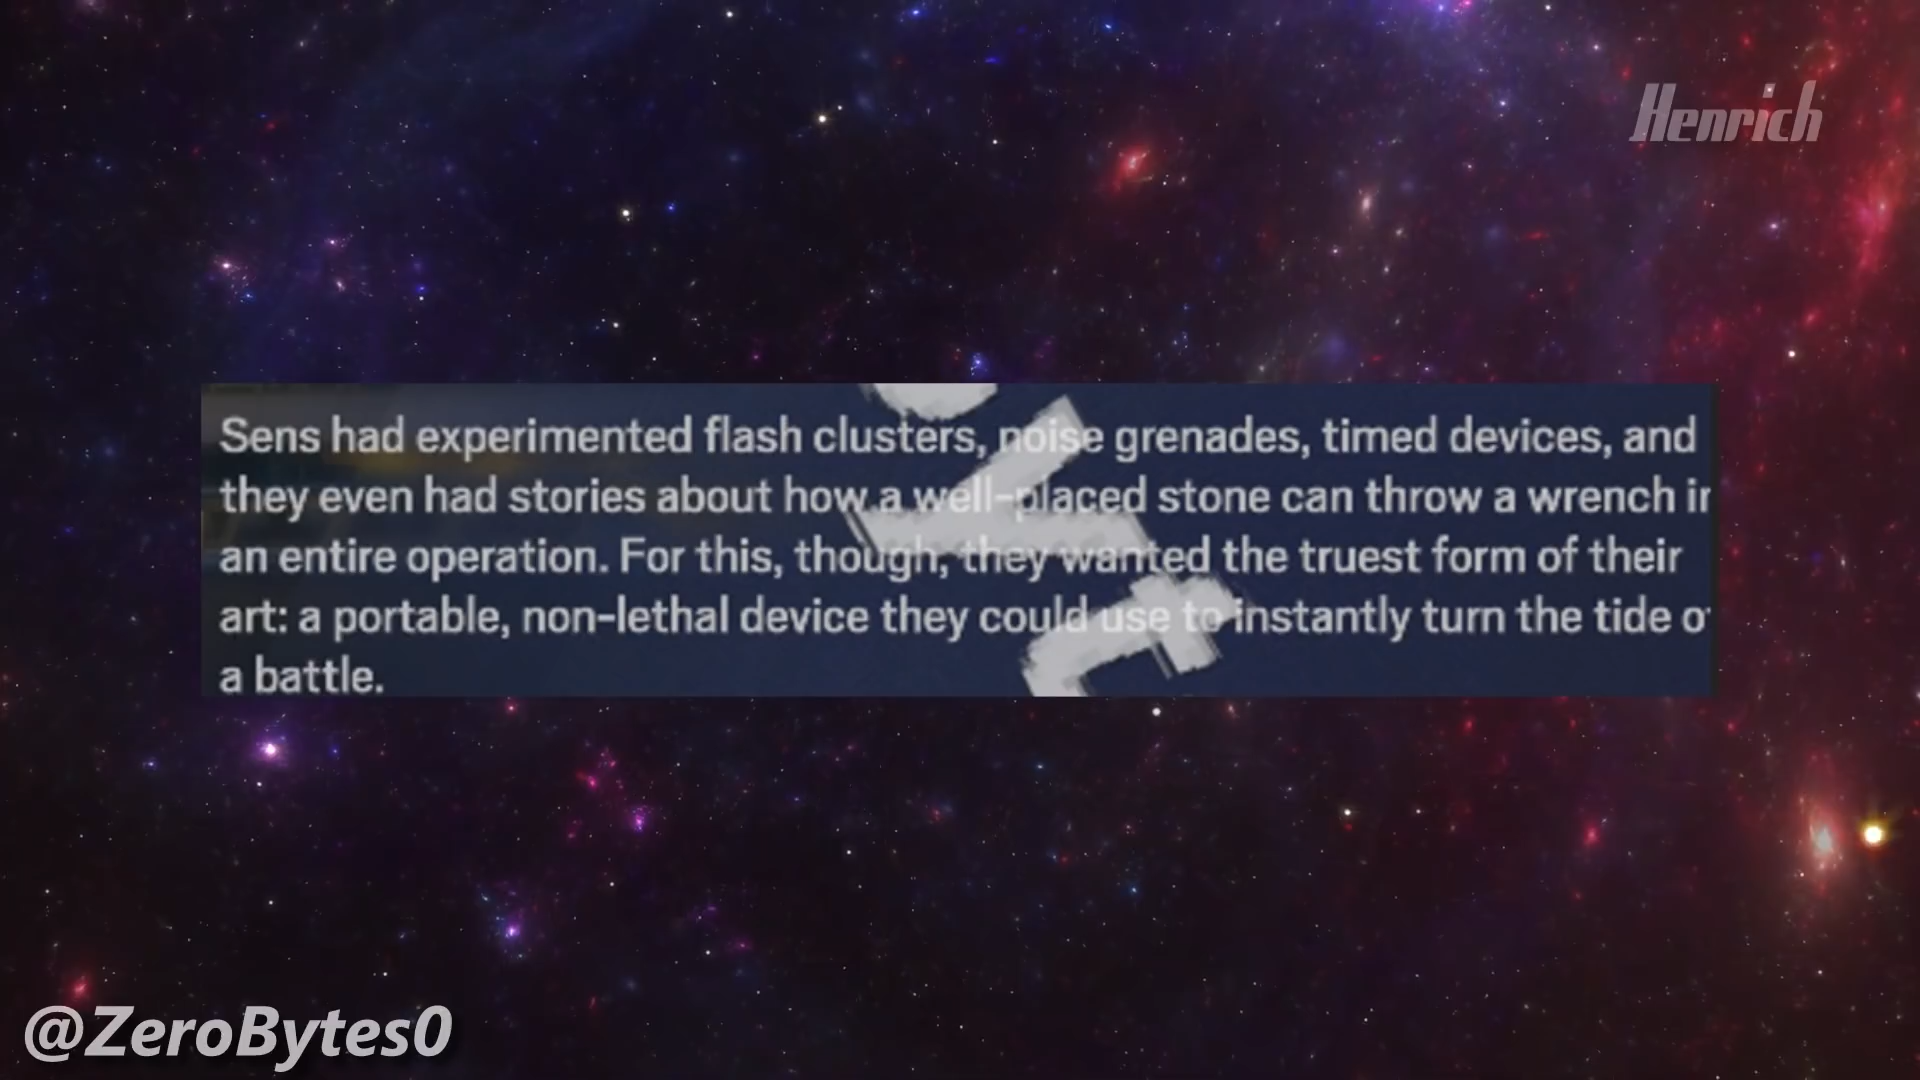 Henrich
Sens had experimented flash clusters, noise grenades, timed devices, and
they even had stories about how a well-placed stone can throw a wrench in
an entire operation. For this, though, they wanted the truest form of their
art: a portable, non-lethal device they could use to instantly turn the tide of
a battle.
@ZeroBytes0